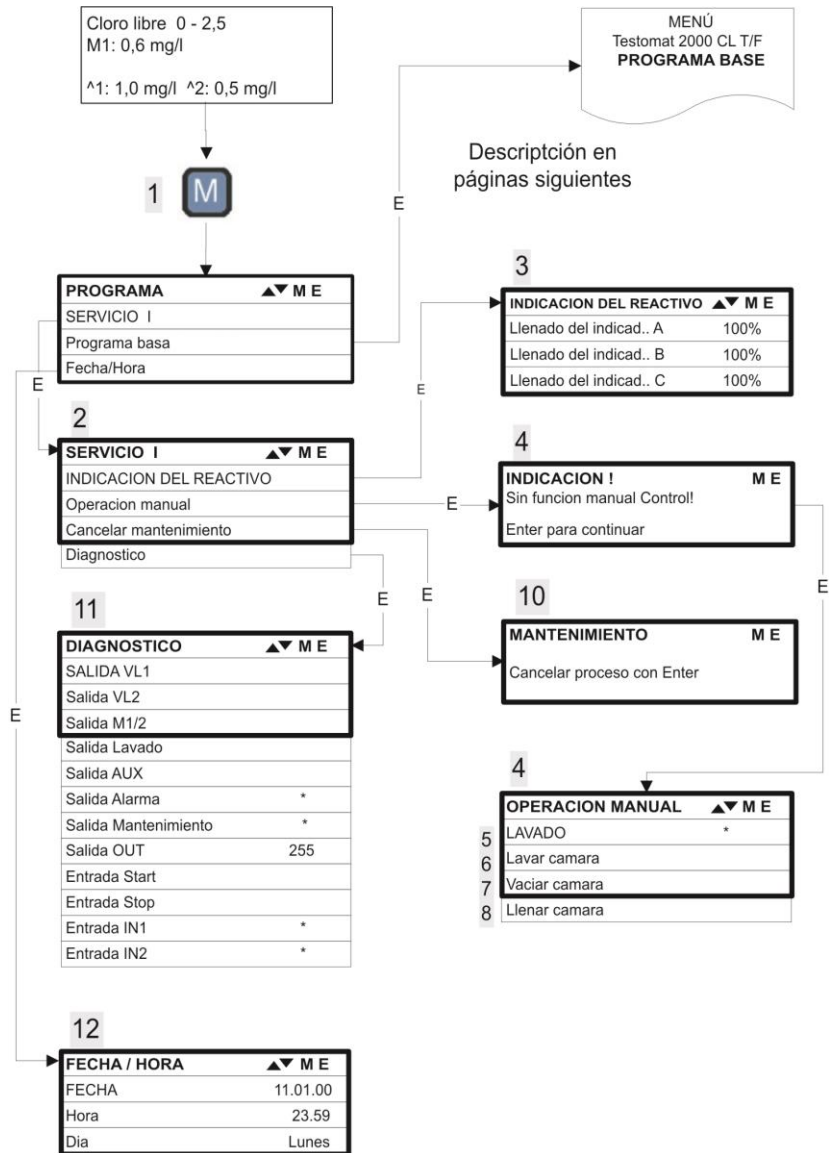 Cloro libre 0 - 2,5
M1: 0,6 mg/l
^1: 1,0 mg/l ^2: 0,5 mg/l
MENÚ
Testomat 2000 CL T/F
PROGRAMA BASE
Descriptción en
páginas siguientes
1
M
E
PROGRAMA ▲▼ M E
SERVICIO I
Programa basa
Fecha/Hora
E
E
3
INDICACION DEL REACTIVO ▲▼ M E
Llenado del indicad.. A 100%
Llenado del indicad.. B 100%
Llenado del indicad.. C 100%
2
SERVICIO I ▲▼ M E
INDICACION DEL REACTIVO
Operacion manual
Cancelar mantenimiento
Diagnostico
E
4
INDICACION ! M E
Sin funcion manual Control!
Enter para continuar
E
E
E
10
MANTENIMIENTO M E
Cancelar proceso con Enter
11
DIAGNOSTICO ▲▼ M E
SALIDA VL1
Salida VL2
Salida M1/2
Salida Lavado
Salida AUX
Salida Alarma *
Salida Mantenimiento *
Salida OUT 255
Entrada Start
Entrada Stop
Entrada IN1 *
Entrada IN2 *
E
4
OPERACION MANUAL ▲▼ M E
5 LAVADO *
6 Lavar camara
7 Vaciar camara
8 Llenar camara
12
FECHA / HORA ▲▼ M E
FECHA 11.01.00
Hora 23.59
Dia Lunes